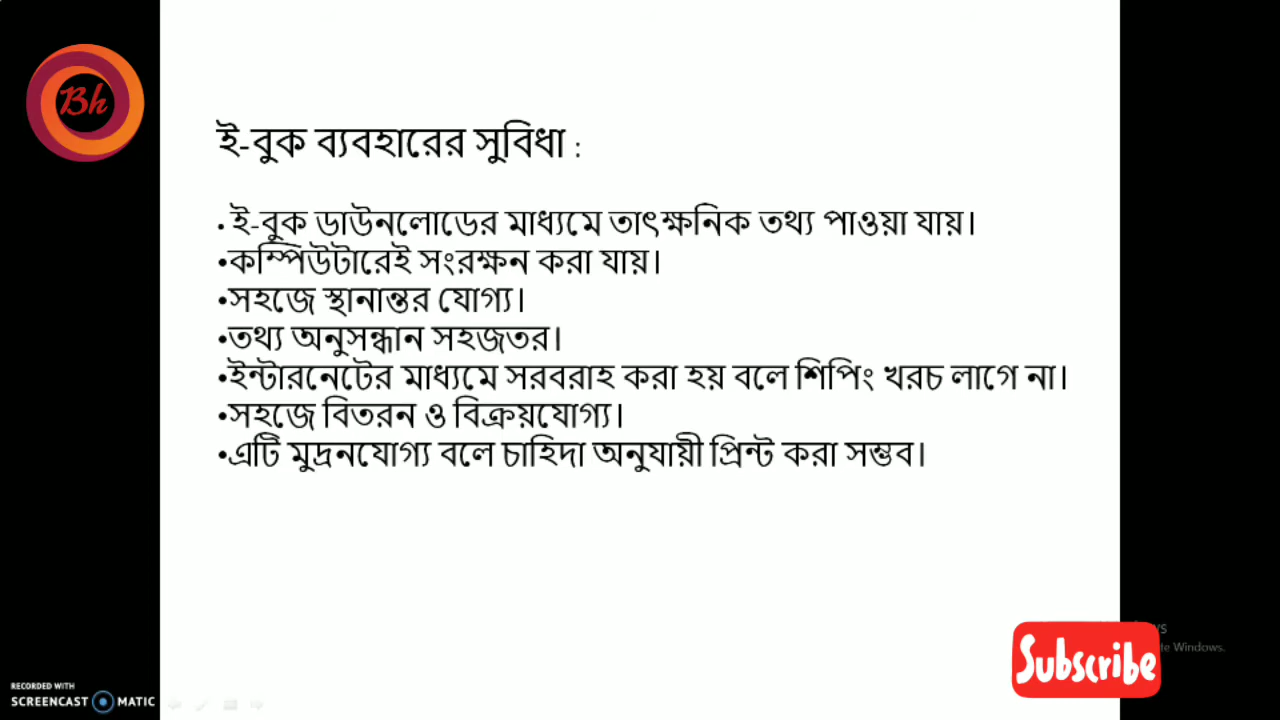 Bh
ই-বুক ব্যবহারের সুবিধা :
• ই-বুক ডাউনলোডের মাধ্যমে তাৎক্ষনিক তথ্য পাওয়া যায়।
•কম্পিউটারেই সংরক্ষন করা যায়।
•সহজে স্থানান্তর যোগ্য।
•তথ্য অনুসন্ধান সহজতর।
•ইন্টারনেটের মাধ্যমে সরবরাহ করা হয় বলে শিপিং খরচ লাগে না।
•সহজে বিতরন ও বিক্রয়যোগ্য।
•এটি মুদ্রনযোগ্য বলে চাহিদা অনুযায়ী প্রিন্ট করা সম্ভব।
Subscribe
Windows.
RECORDED WITH
SCREENCAST MATIC